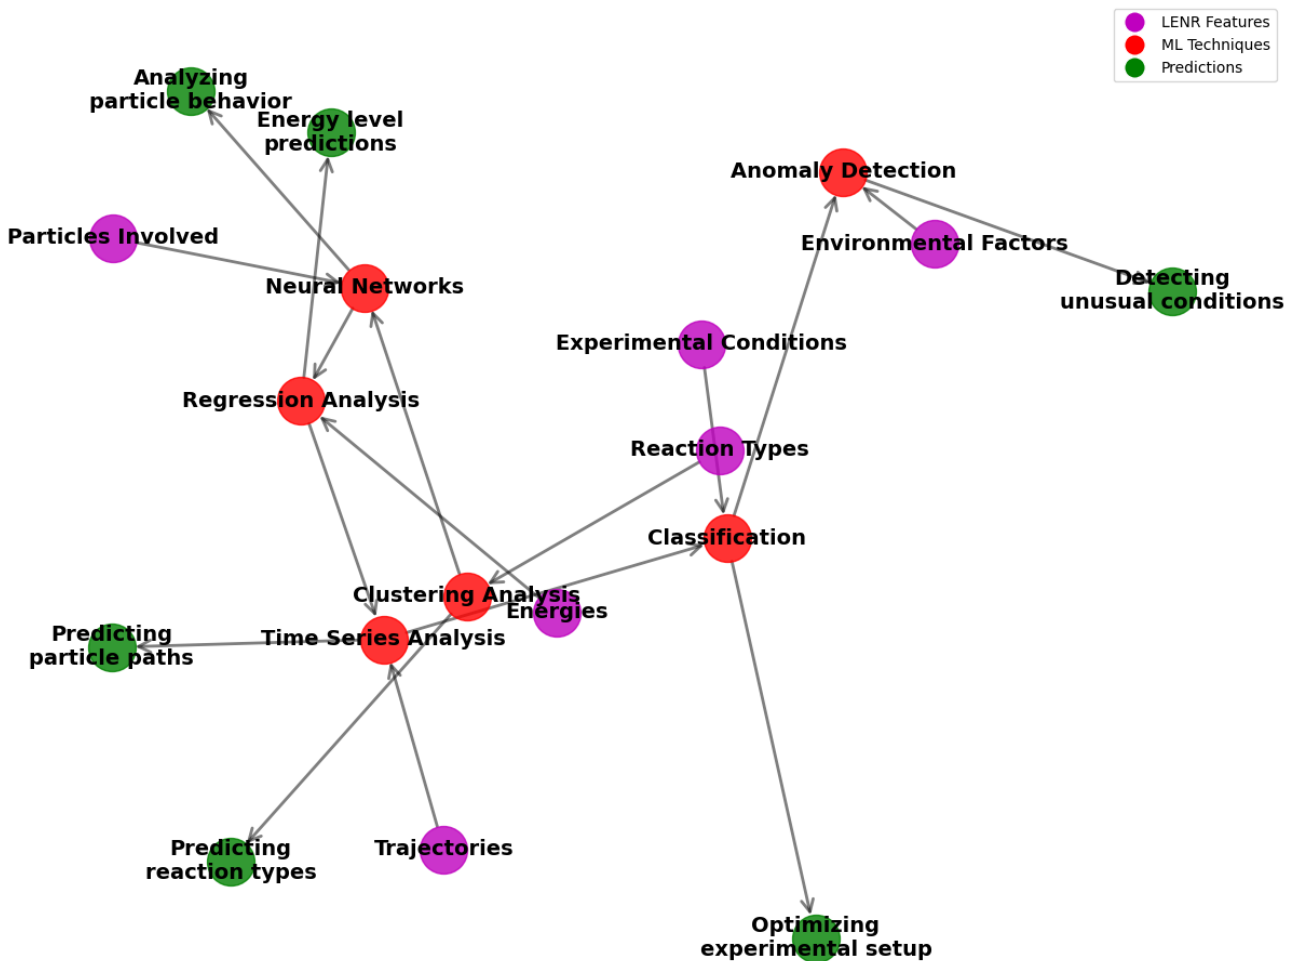 LENR Features
ML Techniques
Predictions
Analyzing
particle behavior
Energy level
predictions
Anomaly Detection
Particles Involved
Environmental Factors
Neural Networks
Detecting
unusual conditions
Experimental Conditions
Regression Analysis
Reaction Types
Classification
Clustering Analysis
Energies
Time Series Analysis
Predicting
particle paths
Predicting
reaction types
Trajectories
Optimizing
experimental setup